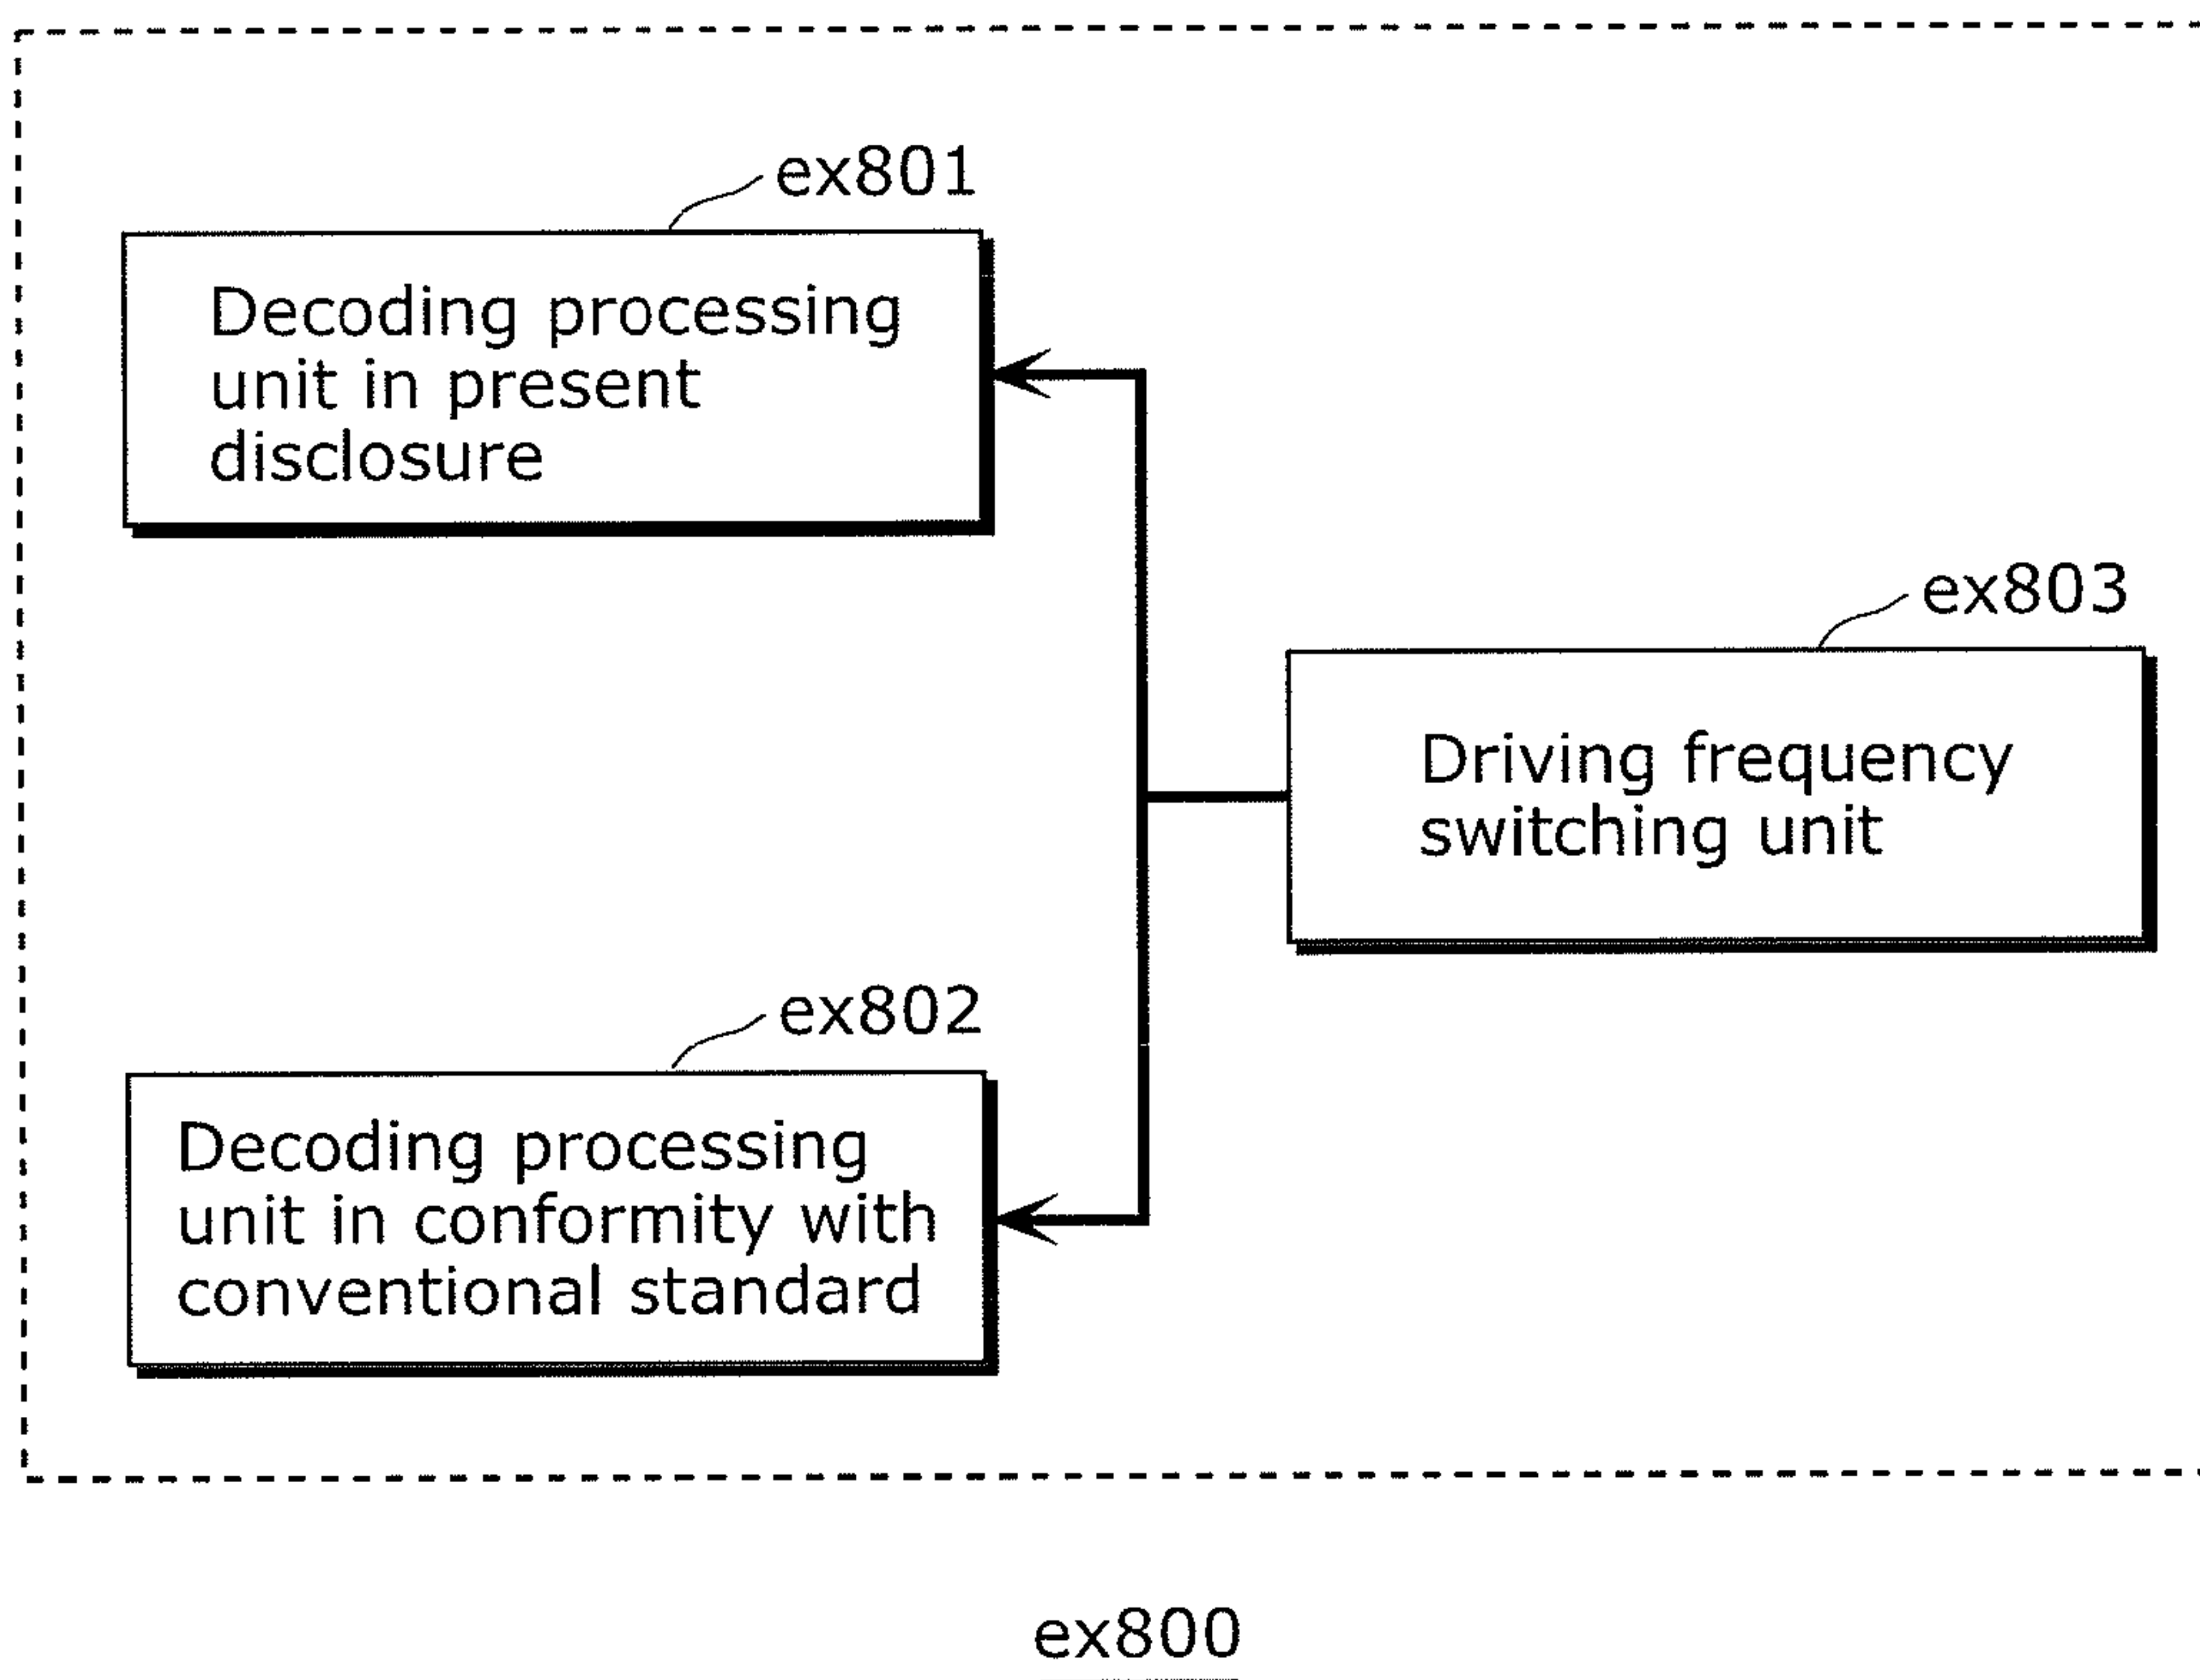 ex801
Decoding processing
unit in present
disclosure
ex803
Driving frequency
switching unit
ex802
Decoding processing
unit in conformity with
conventional standard
ex800